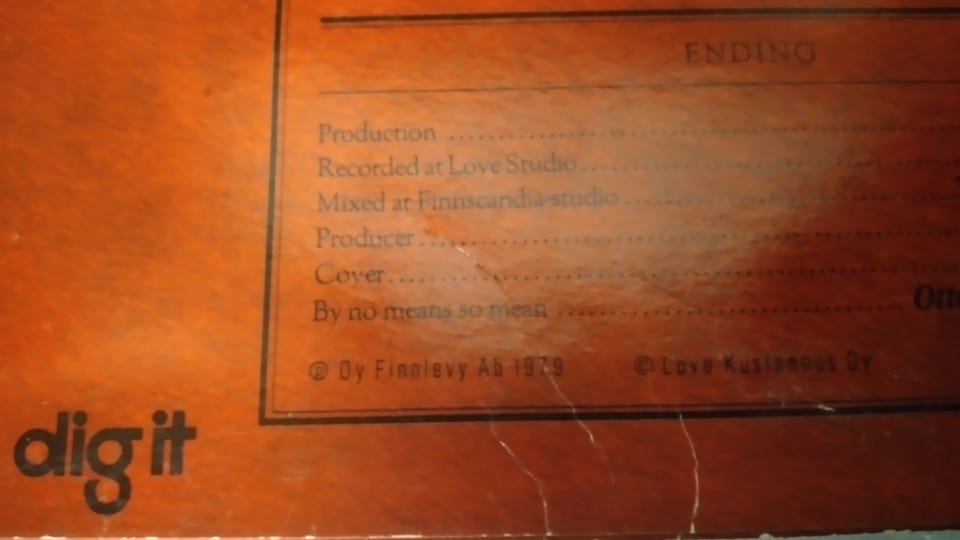 ENDING
Production
Recorded at Love Studio
Mixed at Finnscandia-studio
Producer
Cover
By no means so mean
℗ Oy Finnlevy Ab 1979 © Love Kustannus Oy
dig it